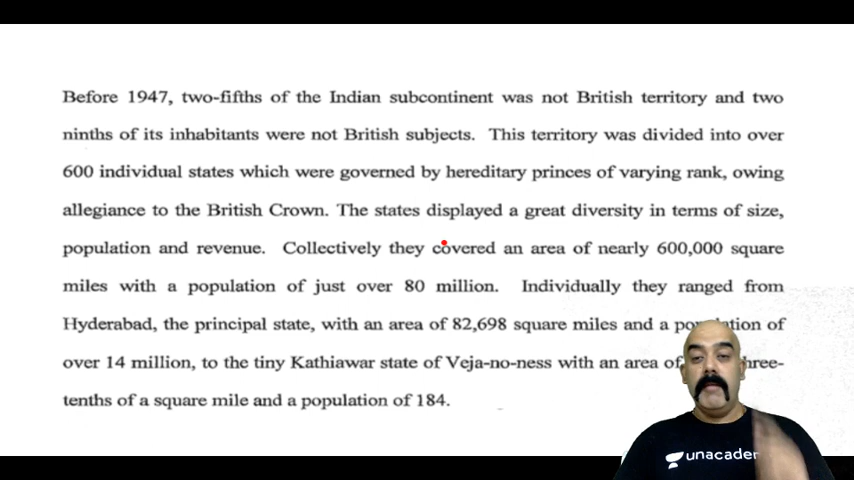 Before 1947, two-fifths of the Indian subcontinent was not British territory and two
ninths of its inhabitants were not British subjects. This territory was divided into over
600 individual states which were governed by hereditary princes of varying rank, owing
allegiance to the British Crown. The states displayed a great diversity in terms of size,
population and revenue. Collectively they covered an area of nearly 600,000 square
miles with a population of just over 80 million. Individually they ranged from
Hyderabad, the principal state, with an area of 82,698 square miles and a of
over 14 million, to the tiny Kathiawar state of Veja-no-ness with an area of
tenths of a square mile and a population of 184.